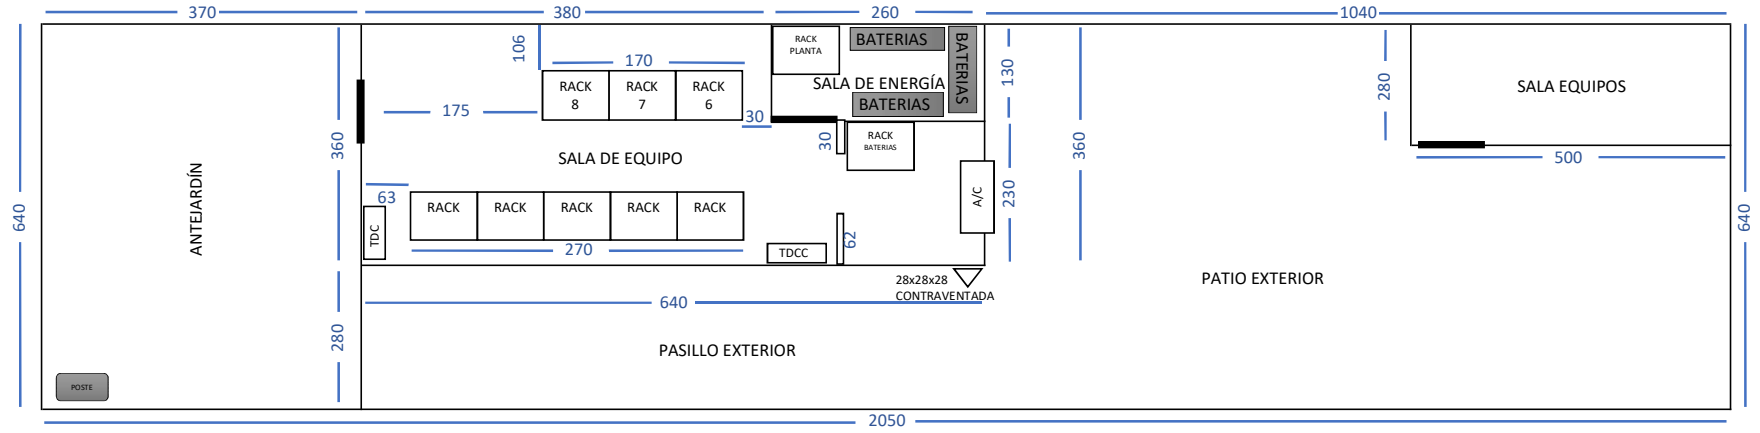 370
380
260
1040
106
170
RACK
8
RACK
7
RACK
6
RACK
PLANTA
BATERIAS
BATERIAS
SALA DE ENERGÍA
BATERIAS
130
280
SALA EQUIPOS
175
30
30
RACK
BATERIAS
360
360
500
SALA DE EQUIPO
63
640
ANTEJARDÍN
TDC
RACK
RACK
RACK
RACK
RACK
270
TDCC
62
A/C
230
640
28x28x28
CONTRAVENTADA
PATIO EXTERIOR
640
280
PASILLO EXTERIOR
POSTE
2050